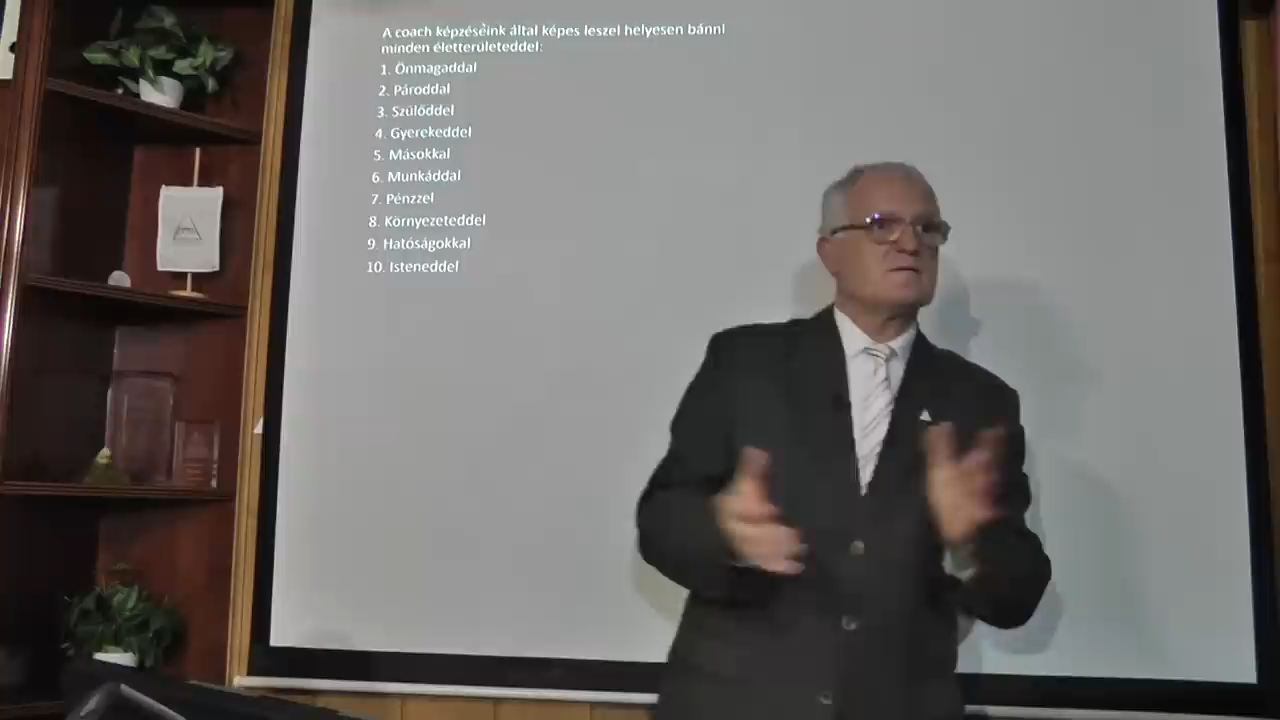 A coach képzéseink által képes leszel helyesen bánni
minden életterületeddel:
1. Önmagaddal
2. Pároddal
3. Szülőddel
4. Gyerekeddel
5. Másokkal
6. Munkáddal
7. Pénzzel
8. Környezeteddel
9. Hatóságokkal
10. Isteneddel